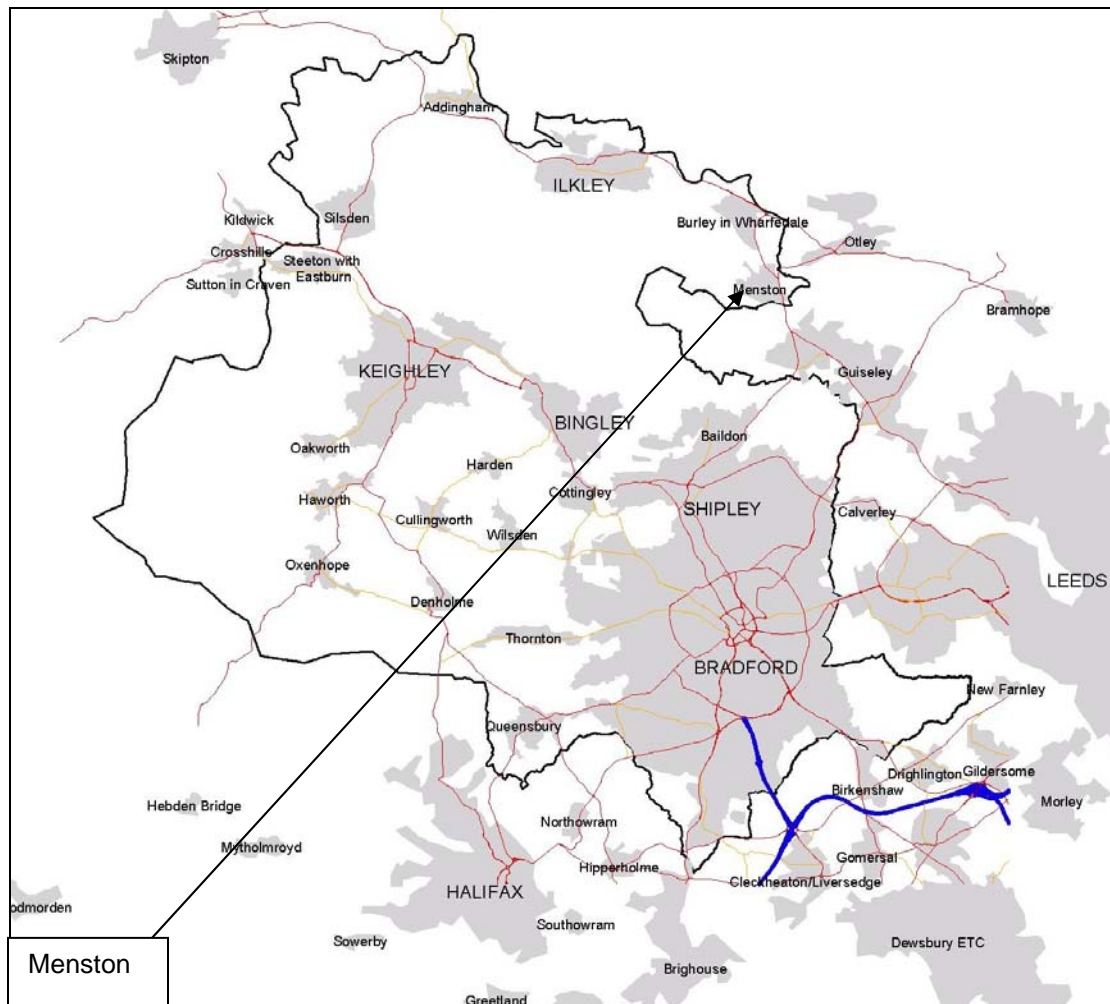 Skipton
Addingham
ILKLEY
Burley in Wharfedale
Otley
Kildwick
Silsden
Crosshills
Steeton with
Eastburn
Sutton in Craven
Menston
Bramhope
KEIGHLEY
Guiseley
BINGLEY
Baildon
Oakworth
Harden
Haworth
Cottingley
SHIPLEY
Calverley
Cullingworth
Wilsden
Oxenhope
LEEDS
Denholme
Thornton
BRADFORD
New Farnley
Queensbury
Drighlington
Gildersome
Birkenshaw
Morley
Hebden Bridge
Northowram
Mytholmroyd
Hipperholme
Gomersal
Cleckheaton/Liversedge
HALIFAX
odmorden
Southowram
Sowerby
Dewsbury ETC
Menston
Brighouse
Greetland